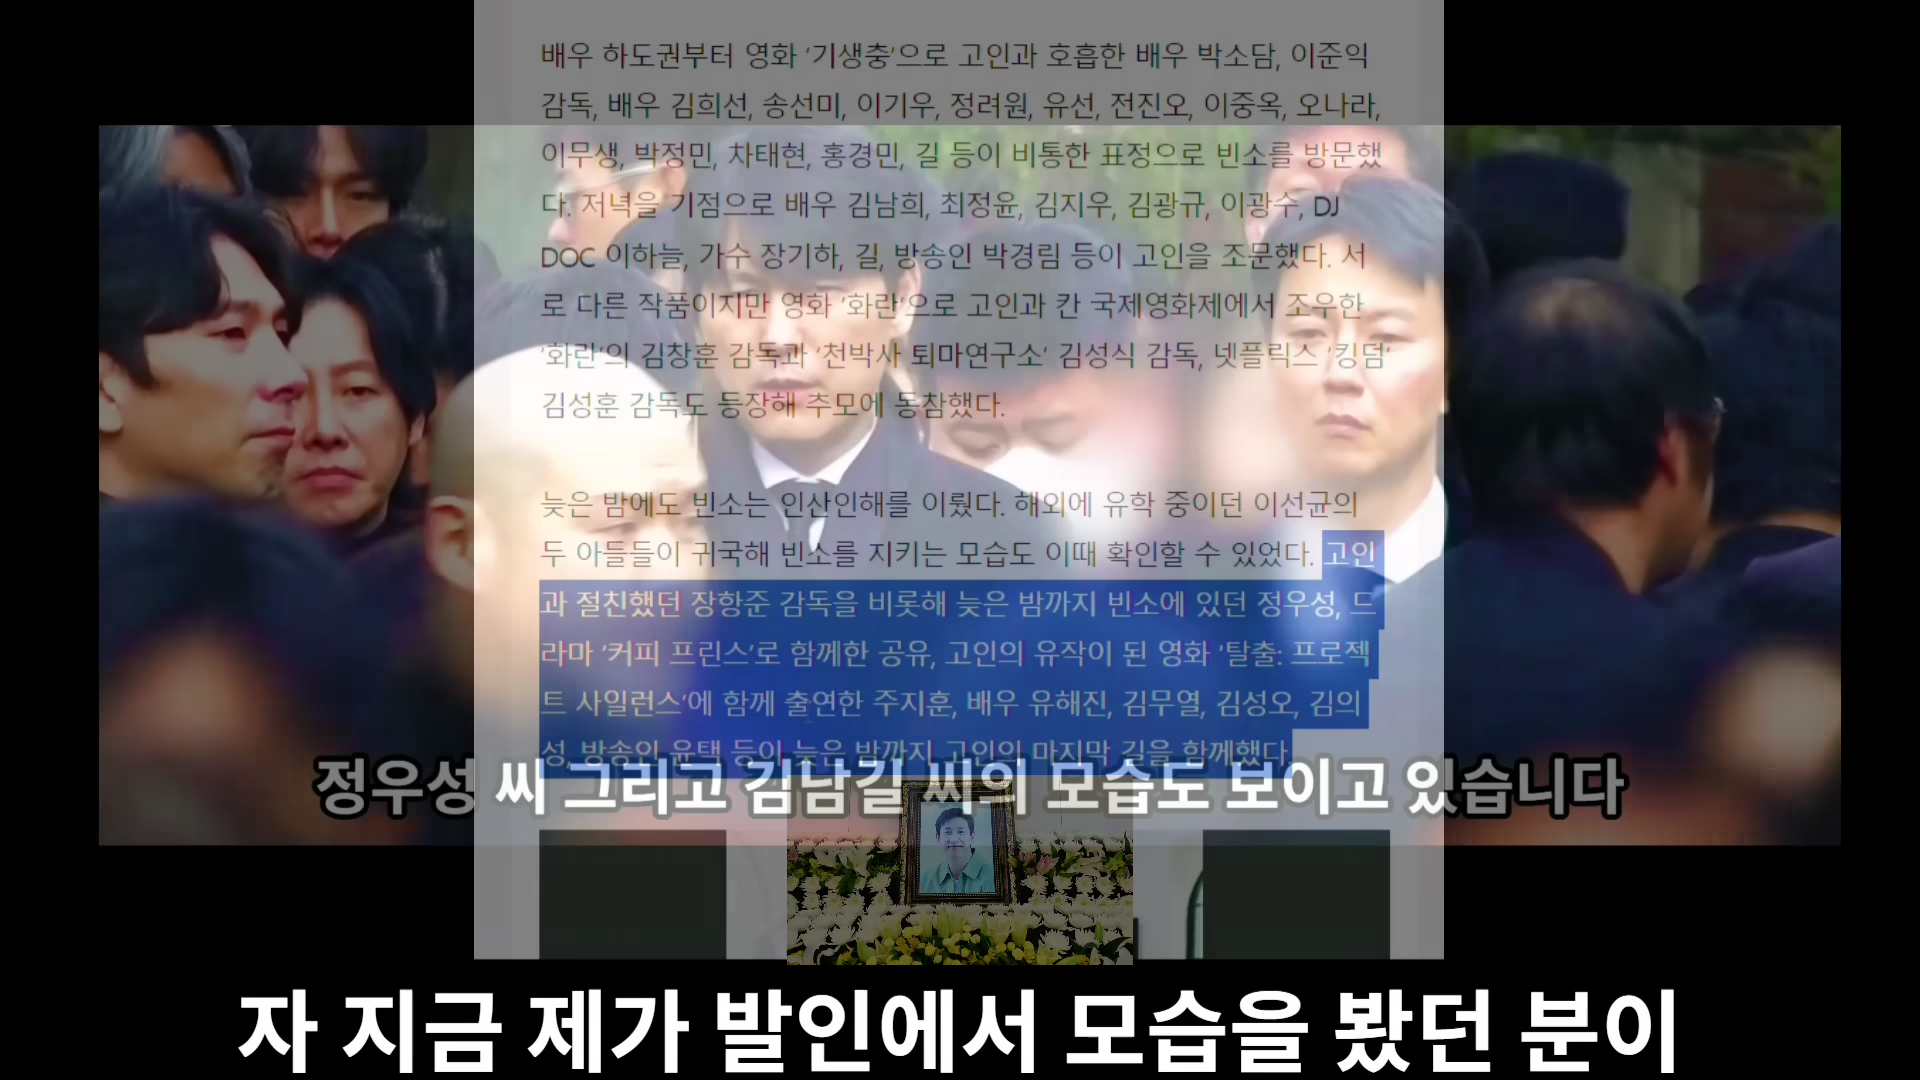 배우 하도권부터 영화 ‘기생충’으로 고인과 호흡한 배우 박소담, 이준익
감독, 배우 김희선, 송선미, 이기우, 정려원, 유선, 전진오, 이중옥, 오나라,
이무생, 박정민, 차태현, 홍경민, 길 등이 비통한 표정으로 빈소를 방문했
다. 저녁을 기점으로 배우 김남희, 최정윤, 김지우, 김광규, 이광수, DJ
DOC 이하늘, 가수 장기하, 길, 방송인 박경림 등이 고인을 조문했다. 서
로 다른 작품이지만 영화 ‘화란’으로 고인과 칸 국제영화제에서 조우한
‘화란’의 김창훈 감독과 ‘천박사 퇴마연구소’ 김성식 감독, 넷플릭스 ‘킹덤’
김성훈 감독도 등장해 추모에 동참했다.
늦은 밤에도 빈소는 인산인해를 이뤘다. 해외에 유학 중이던 이선균의
두 아들들이 귀국해 빈소를 지키는 모습도 이때 확인할 수 있었다. 고인
과 절친했던 장항준 감독을 비롯해 늦은 밤까지 빈소에 있던 정우성, 드
라마 ‘커피 프린스’로 함께한 공유, 고인의 유작이 된 영화 ‘탈출: 프로젝
트 사일런스’에 함께 출연한 주지훈, 배우 유해진, 김무열, 김성오, 김의
성, 방송인 윤택 등이 늦은 밤까지 고인의 마지막 길을 함께했다.
정우성 씨 그리고 김남길 씨의 모습도 보이고 있습니다
자 지금 제가 발인에서 모습을 봤던 분이